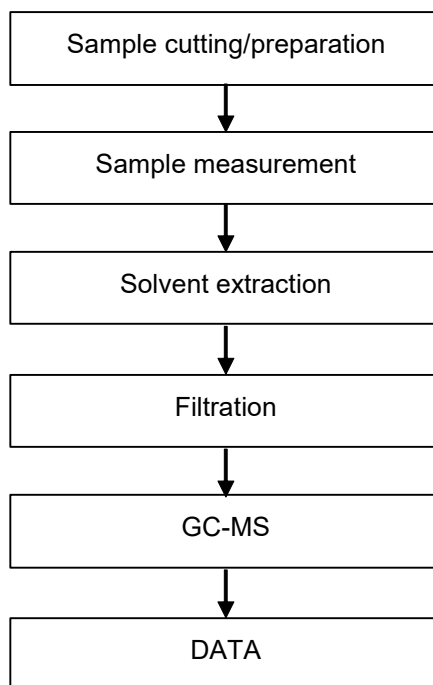 Sample cutting/preparation
Sample measurement
Solvent extraction
Filtration
GC-MS
DATA